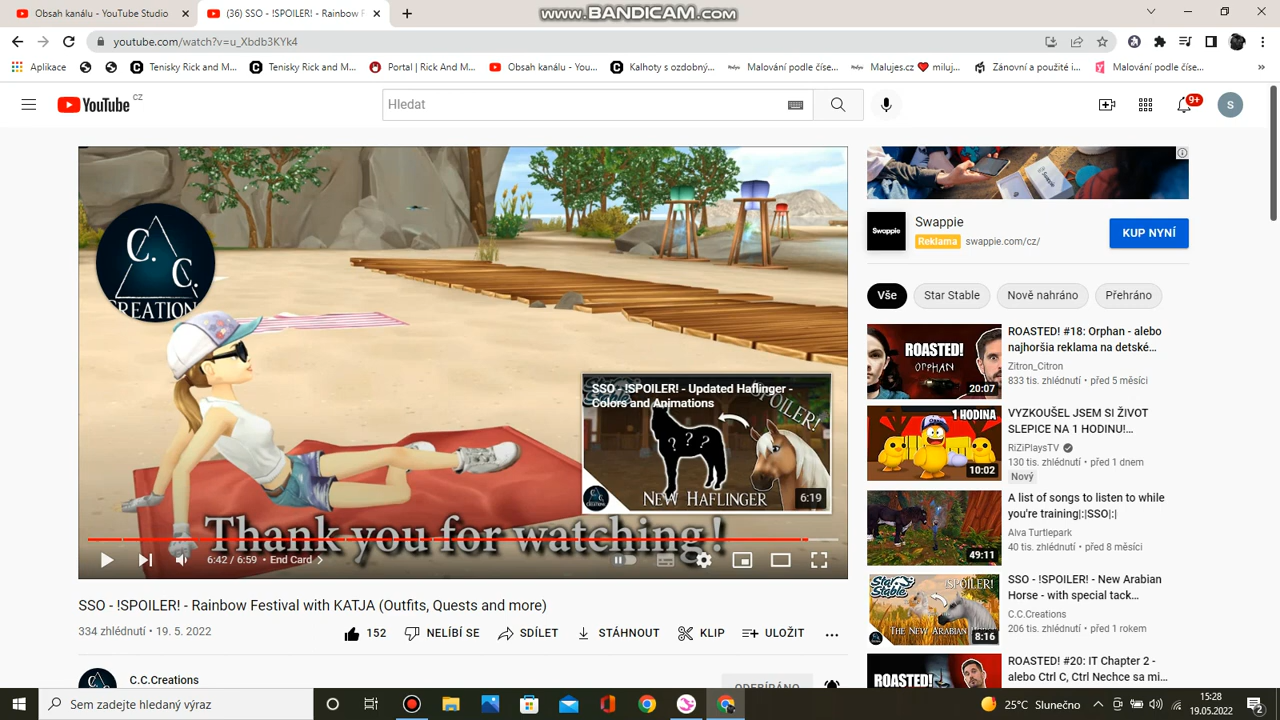 Obsah kanálu - YouTube Studio
(36) SSO - !SPOILER! - Rainbow F
www.BANDICAM.com
youtube.com/watch?v=u_Xbdb3KYk4
Aplikace
Tenisky Rick and M...
Tenisky Rick and M...
Portal | Rick And M...
Obsah kanálu - You...
Kalhoty s ozdobný...
Malování podle číse...
Malujes.cz ❤ miluj...
Zánovní a použité i...
Malování podle číse...
»
YouTube CZ
Hledat
9+
S
C. C.
CREATIONS
SSO - !SPOILER! - Updated Haflinger -
Colors and Animations
SPOILER!
? ? ?
NEW HAFLINGER
6:19
Thank you for watching!
6:42 / 6:59 • End Card
SSO - !SPOILER! - Rainbow Festival with KATJA (Outfits, Quests and more)
334 zhlédnutí • 19. 5. 2022
152
NELÍBÍ SE
SDÍLET
STÁHNOUT
KLIP
ULOŽIT
C.C.Creations
ODEBÍRÁNO
Swappie
Swappie
Reklama
swappie.com/cz/
KUP NYNÍ
Vše
Star Stable
Nově nahráno
Přehráno
ROASTED!
ORPHAN
20:07
ROASTED! #18: Orphan - alebo
najhoršia reklama na detské...
Zitron_Citron
833 tis. zhlédnutí • před 5 měsíci
1 HODINA
10:02
VYZKOUŠEL JSEM SI ŽIVOT
SLEPICE NA 1 HODINU!...
RiZiPlaysTV
130 tis. zhlédnutí • před 1 dnem
Nový
49:11
A list of songs to listen to while
you're training|:|SSO|:|
Alva Turtlepark
40 tis. zhlédnutí • před 8 měsíci
Star Stable
!SPOILER!
THE NEW ARABIAN
8:16
SSO - !SPOILER! - New Arabian
Horse - with special tack...
C.C.Creations
206 tis. zhlédnutí • před 1 rokem
ROASTED!
ROASTED! #20: IT Chapter 2 -
alebo Ctrl C, Ctrl Nechce sa mi...
Sem zadejte hledaný výraz
25°C Slunečno
15:28
19.05.2022
2